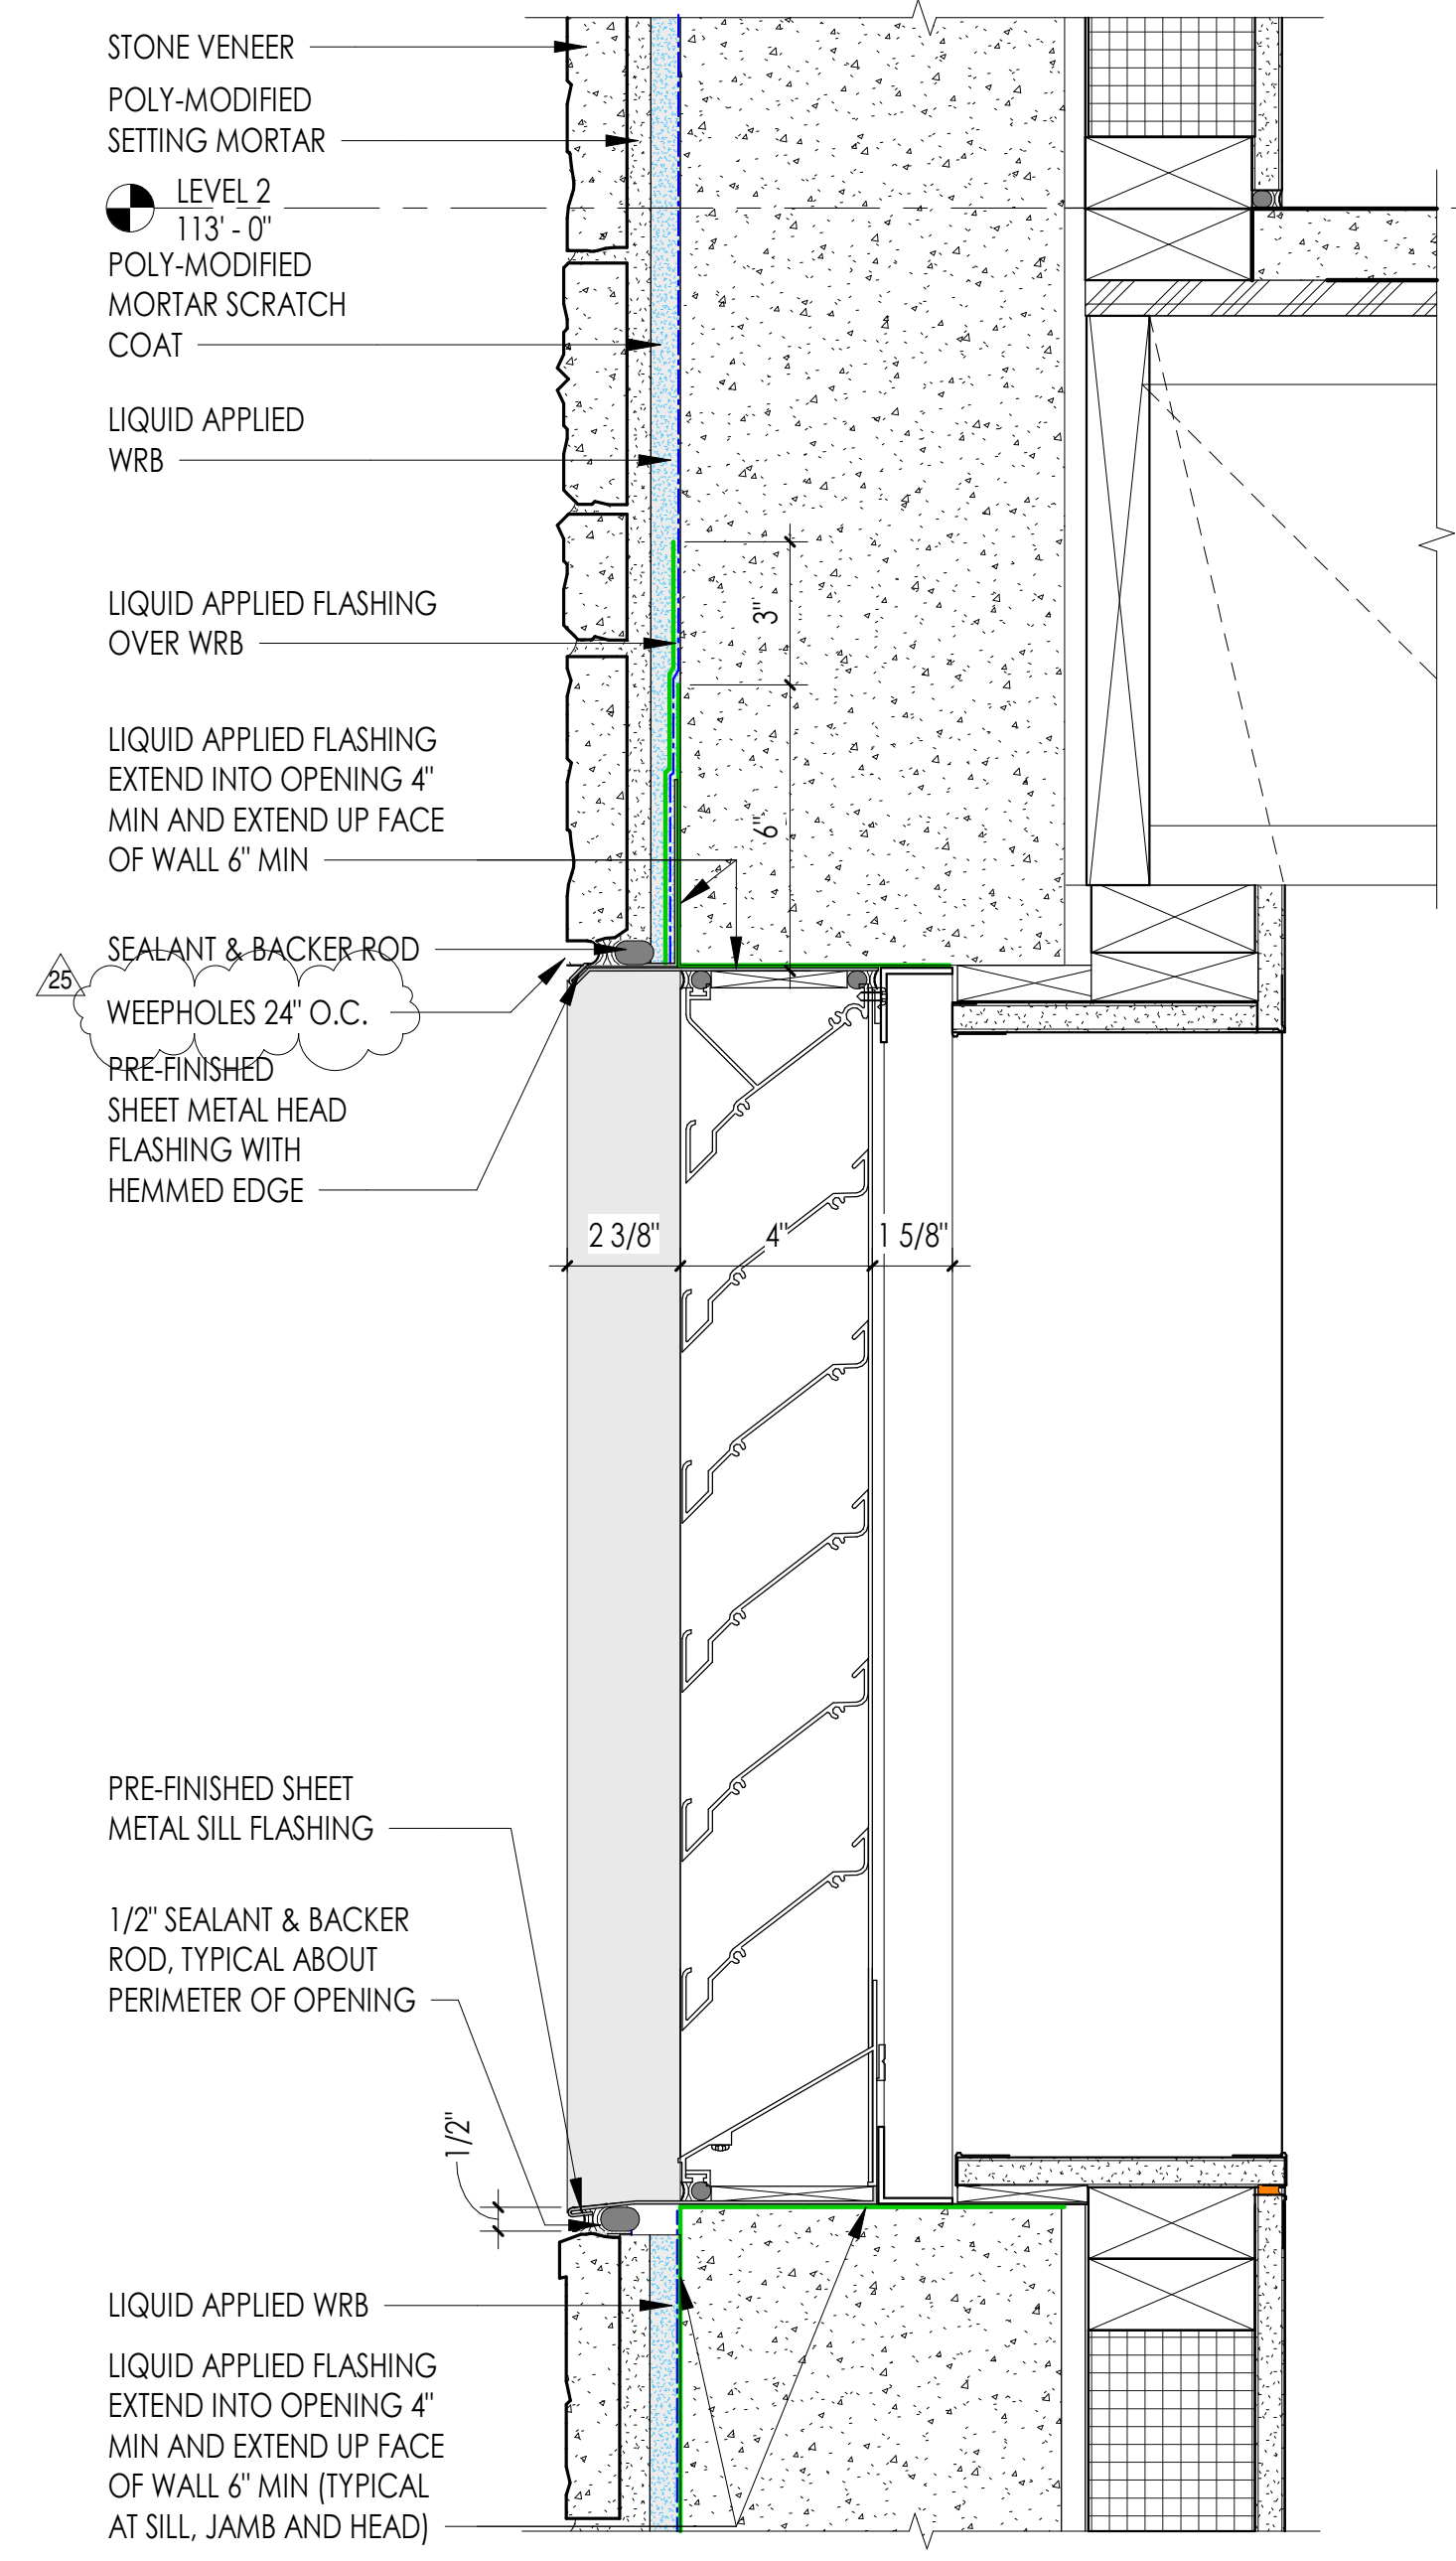 STONE VENEER
POLY-MODIFIED
SETTING MORTAR
LEVEL 2
113' - 0"
POLY-MODIFIED
MORTAR SCRATCH
COAT
LIQUID APPLIED
WRB
LIQUID APPLIED FLASHING
OVER WRB
3"
LIQUID APPLIED FLASHING
EXTEND INTO OPENING 4"
MIN AND EXTEND UP FACE
OF WALL 6" MIN
6"
SEALANT & BACKER ROD
25
WEEPHOLES 24" O.C.
PRE-FINISHED
SHEET METAL HEAD
FLASHING WITH
HEMMED EDGE
2 3/8" 4" 1 5/8"
PRE-FINISHED SHEET
METAL SILL FLASHING
1/2" SEALANT & BACKER
ROD, TYPICAL ABOUT
PERIMETER OF OPENING
1/2"
LIQUID APPLIED WRB
LIQUID APPLIED FLASHING
EXTEND INTO OPENING 4"
MIN AND EXTEND UP FACE
OF WALL 6" MIN (TYPICAL
AT SILL, JAMB AND HEAD)